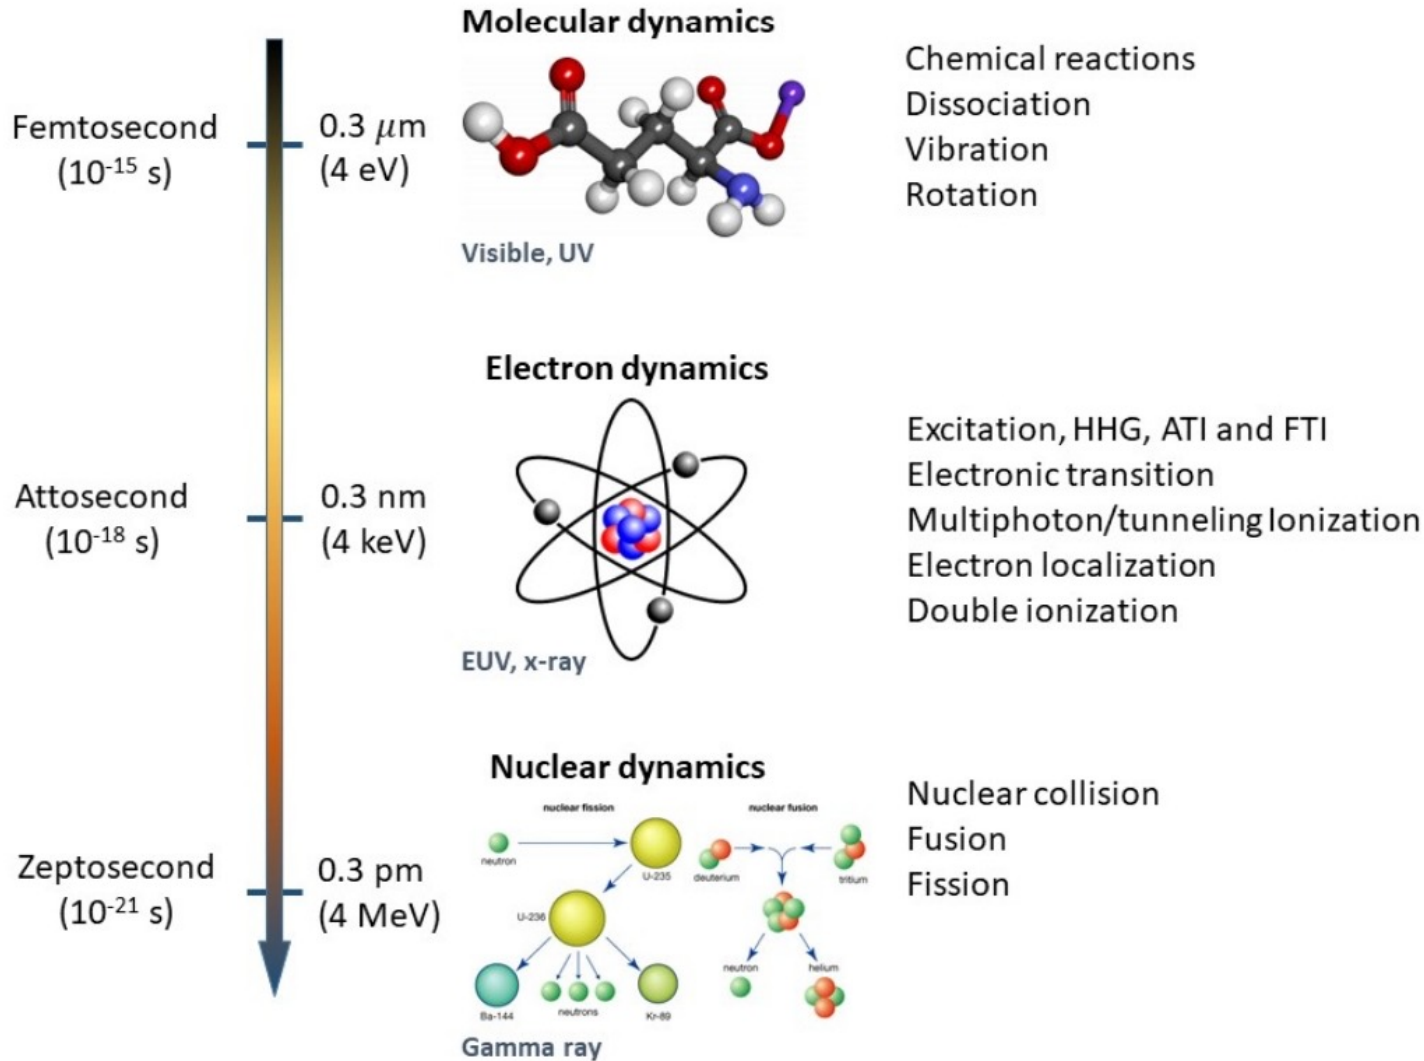 Molecular dynamics
Femtosecond
(10⁻¹⁵ s)
0.3 μm
(4 eV)
Visible, UV
Chemical reactions
Dissociation
Vibration
Rotation
Electron dynamics
Attosecond
(10⁻¹⁸ s)
0.3 nm
(4 keV)
EUV, x-ray
Excitation, HHG, ATI and FTI
Electronic transition
Multiphoton/tunneling Ionization
Electron localization
Double ionization
Nuclear dynamics
Zeptosecond
(10⁻²¹ s)
0.3 pm
(4 MeV)
nuclear fission
neutron
U-235
U-236
Ba-144
neutrons
Kr-89
nuclear fusion
deuterium
tritium
neutron
helium
Gamma ray
Nuclear collision
Fusion
Fission